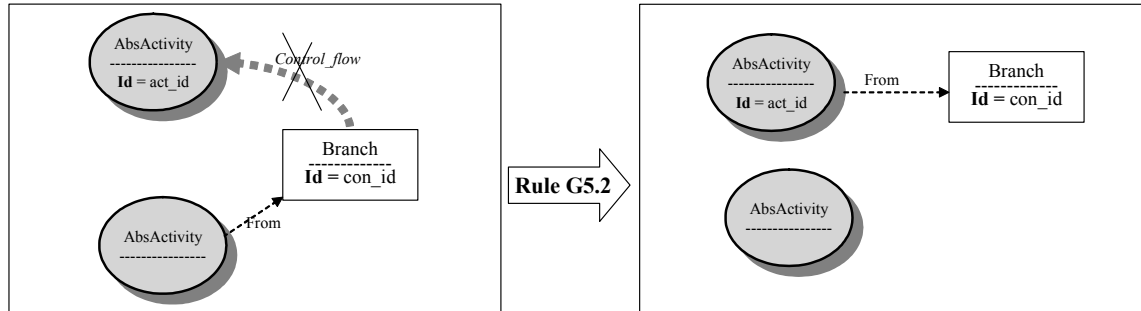 AbsActivity
----------------
Id = act_id
Control_flow
Branch
---------------
Id = con_id
AbsActivity
----------------
From
Rule G5.2
AbsActivity
----------------
Id = act_id
From
Branch
---------------
Id = con_id
AbsActivity
----------------